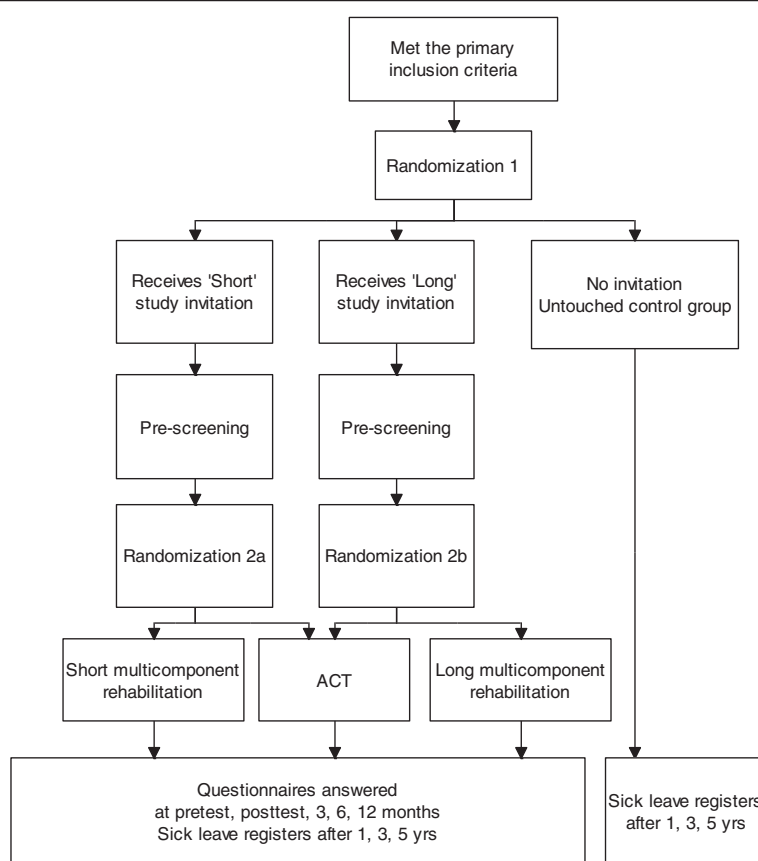 Met the primary
inclusion criteria
Randomization 1
Receives 'Short'
study invitation
Receives 'Long'
study invitation
No invitation
Untouched control group
Pre-screening
Pre-screening
Randomization 2a
Randomization 2b
Short multicomponent
rehabilitation
ACT
Long multicomponent
rehabilitation
Questionnaires answered
at pretest, posttest, 3, 6, 12 months
Sick leave registers after 1, 3, 5 yrs
Sick leave registers
after 1, 3, 5 yrs